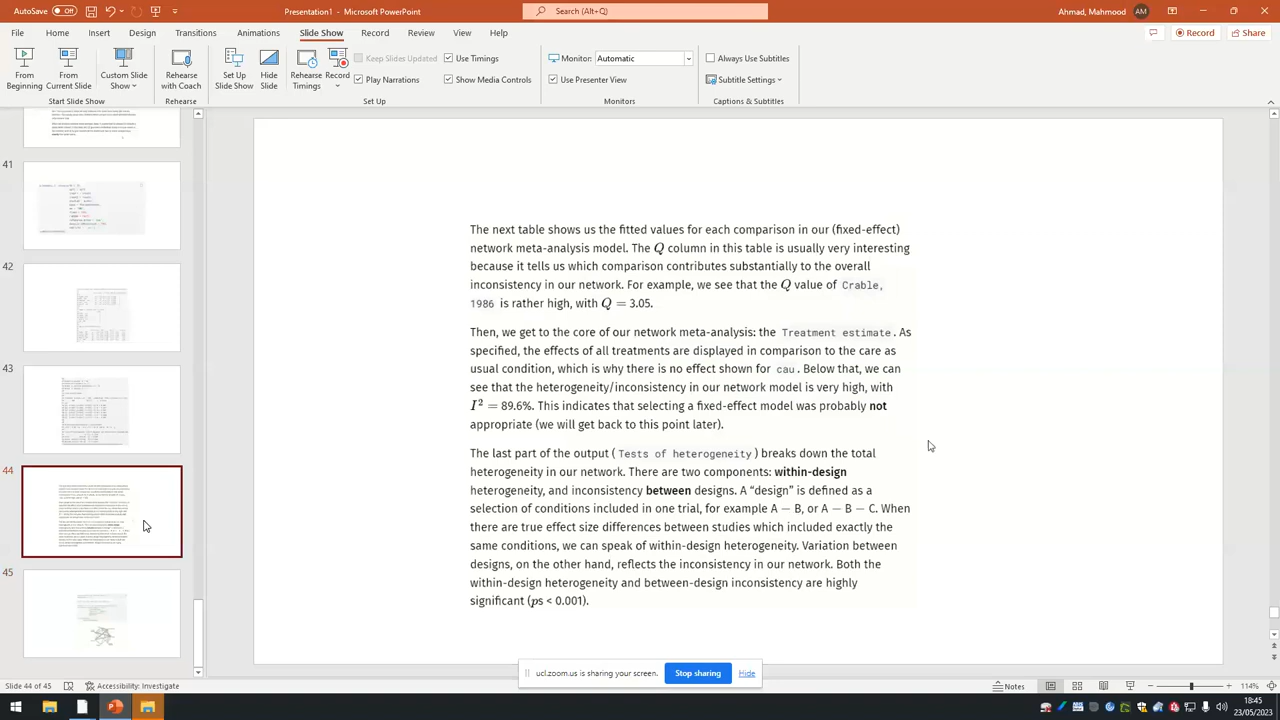 AutoSave Off
Presentation1 - Microsoft PowerPoint
Search (Alt+Q)
Ahmad, Mahmood
AM
File Home Insert Design Transitions Animations Slide Show Record Review View Help
Record
Share
From Beginning
From Current Slide
Custom Slide Show
Rehearse with Coach
Set Up Slide Show
Hide Slide
Rehearse Timings
Record
Keep Slides Updated
Play Narrations
Use Timings
Show Media Controls
Monitor: Automatic
Use Presenter View
Always Use Subtitles
Subtitle Settings
Start Slide Show
Rehearse
Set Up
Monitors
Captions & Subtitles
41
42
43
44
45
The next table shows us the fitted values for each comparison in our (fixed-effect)
network meta-analysis model. The Q column in this table is usually very interesting
because it tells us which comparison contributes substantially to the overall
inconsistency in our network. For example, we see that the Q value of Crable,
1986 is rather high, with Q = 3.05.
Then, we get to the core of our network meta-analysis: the Treatment estimate. As
specified, the effects of all treatments are displayed in comparison to the care as
usual condition, which is why there is no effect shown for cau. Below that, we can
see that the heterogeneity/inconsistency in our network model is very high, with
I² = 89.6%. This indicates that selecting a fixed-effect model was probably not
appropriate (we will get back to this point later).
The last part of the output (Tests of heterogeneity) breaks down the total
heterogeneity in our network. There are two components: within-design
heterogeneity, and inconsistency between designs. A “design” is defined as a
selection of conditions included in one trial, for example A − B, or A − B − C. When
there are true effect size differences between studies which included exactly the
same conditions, we can speak of within-design heterogeneity. Variation between
designs, on the other hand, reflects the inconsistency in our network. Both the
within-design heterogeneity and between-design inconsistency are highly
significant (ps < 0.001).
ucl.zoom.us is sharing your screen.
Stop sharing
Hide
Accessibility: Investigate
Notes
114%
18:45
23/05/2023